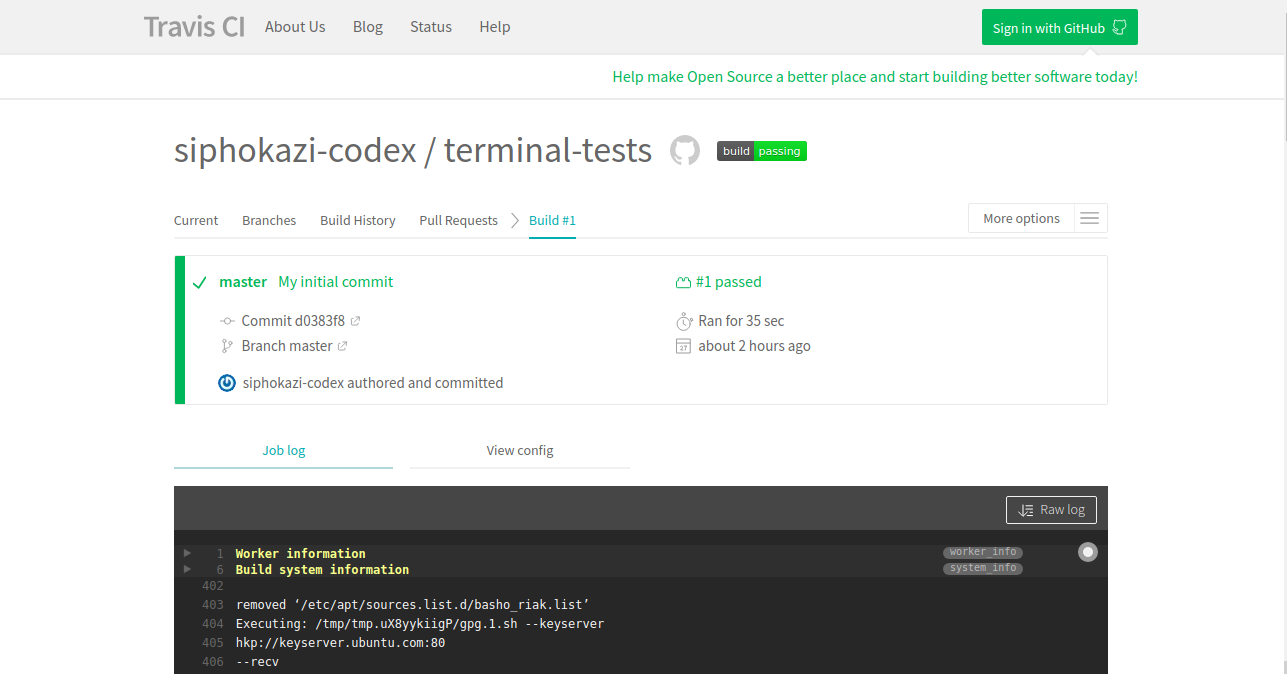 Travis CI About Us Blog Status Help Sign in with GitHub
Help make Open Source a better place and start building better software today!
siphokazi-codex / terminal-tests build passing
Current Branches Build History Pull Requests Build #1 More options
master My initial commit #1 passed
Commit d0383f8 Ran for 35 sec
Branch master 27 about 2 hours ago
siphokazi-codex authored and committed
Job log View config
Raw log
1 Worker information worker_info
6 Build system information system_info
402
403 removed ‘/etc/apt/sources.list.d/basho_riak.list’
404 Executing: /tmp/tmp.uX8yykiigP/gpg.1.sh --keyserver
405 hkp://keyserver.ubuntu.com:80
406 --recv